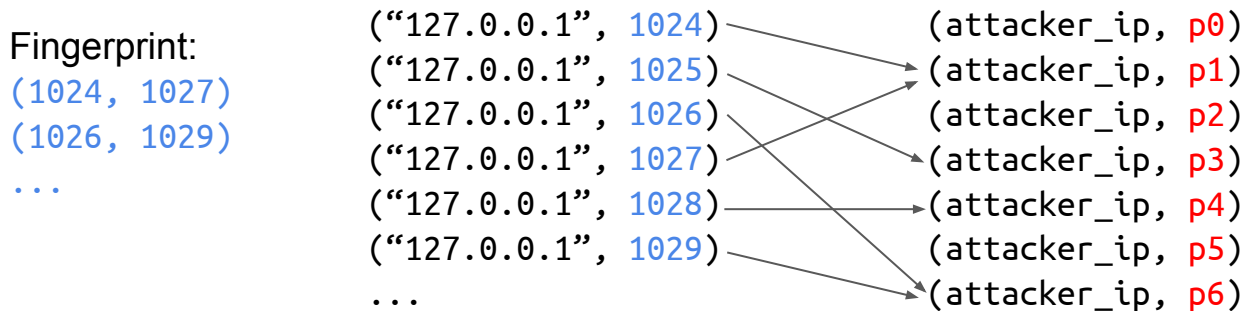 Fingerprint:
(1024, 1027)
(1026, 1029)
...
(“127.0.0.1”, 1024)
(“127.0.0.1”, 1025)
(“127.0.0.1”, 1026)
(“127.0.0.1”, 1027)
(“127.0.0.1”, 1028)
(“127.0.0.1”, 1029)
...
(attacker_ip, p0)
(attacker_ip, p1)
(attacker_ip, p2)
(attacker_ip, p3)
(attacker_ip, p4)
(attacker_ip, p5)
(attacker_ip, p6)